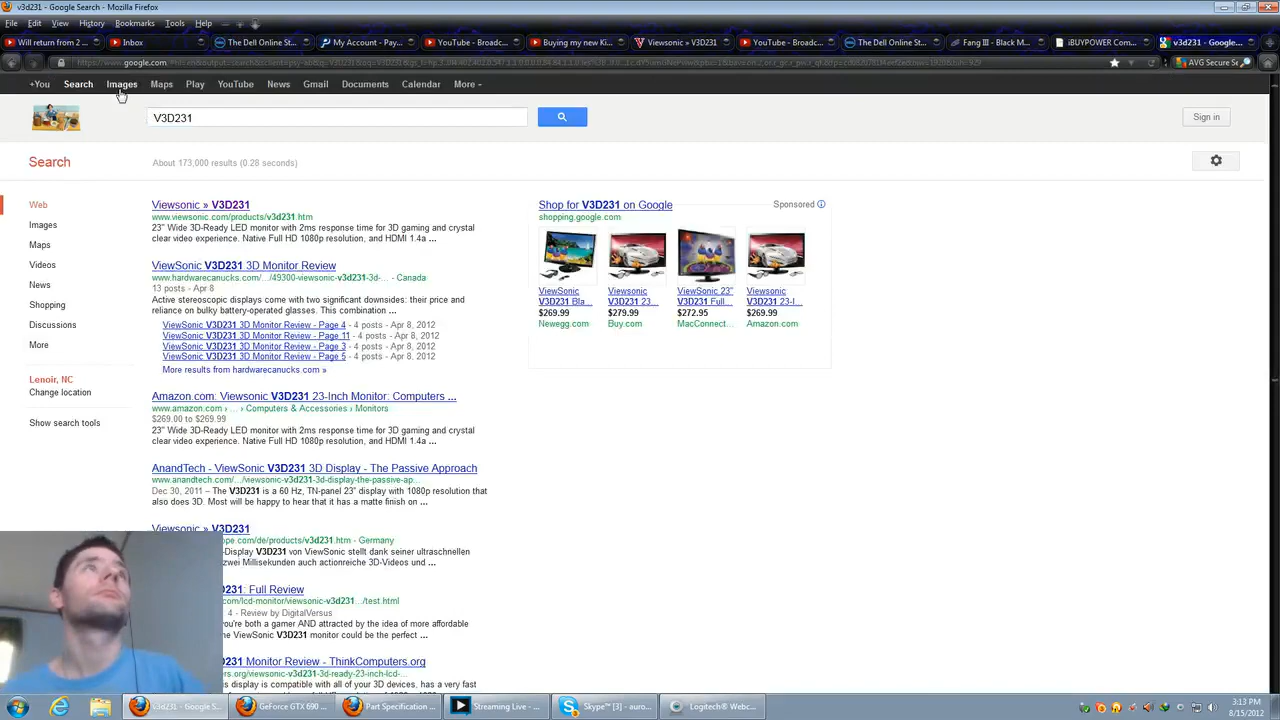 v3d231 - Google Search - Mozilla Firefox
File Edit View History Bookmarks Tools Help
Will return from 2 ...
Inbox
The Dell Online St...
My Account - Pay...
YouTube - Broadc...
Buying my new Ki...
Viewsonic » V3D231
YouTube - Broadc...
The Dell Online St...
Fang III - Black M...
iBUYPOWER Com...
v3d231 - Google...
www.google.com
AVG Secure Se
+You Search Images Maps Play YouTube News Gmail Documents Calendar More
V3D231
Sign in
Search
About 173,000 results (0.28 seconds)
Web
Images
Maps
Videos
News
Shopping
Discussions
More
Lenoir, NC
Change location
Show search tools
Viewsonic » V3D231
www.viewsonic.com/products/v3d231.htm
23" Wide 3D-Ready LED monitor with 2ms response time for 3D gaming and crystal
clear video experience. Native Full HD 1080p resolution, and HDMI 1.4a ...
ViewSonic V3D231 3D Monitor Review
www.hardwarecanucks.com/.../49300-viewsonic-v3d231-3d-... - Canada
13 posts - Apr 8
Active stereoscopic displays come with two significant downsides: their price and
reliance on bulky battery-operated glasses. This combination ...
ViewSonic V3D231 3D Monitor Review - Page 4 - 4 posts - Apr 8, 2012
ViewSonic V3D231 3D Monitor Review - Page 11 - 4 posts - Apr 8, 2012
ViewSonic V3D231 3D Monitor Review - Page 3 - 4 posts - Apr 8, 2012
ViewSonic V3D231 3D Monitor Review - Page 5 - 4 posts - Apr 8, 2012
More results from hardwarecanucks.com »
Amazon.com: Viewsonic V3D231 23-Inch Monitor: Computers ...
www.amazon.com › ... › Computers & Accessories › Monitors
$269.00 to $269.99
23" Wide 3D-Ready LED monitor with 2ms response time for 3D gaming and crystal
clear video experience. Native Full HD 1080p resolution, and HDMI 1.4a ...
AnandTech - ViewSonic V3D231 3D Display - The Passive Approach
www.anandtech.com/.../viewsonic-v3d231-3d-display-the-passive-ap...
Dec 30, 2011 – The V3D231 is a 60 Hz, TN-panel 23" display with 1080p resolution that
also does 3D. Most will be happy to hear that it has a matte finish on ...
Viewsonic » V3D231
ope.com/de/products/v3d231.htm - Germany
-Display V3D231 von ViewSonic stellt dank seiner ultraschnellen
zwei Millisekunden auch actionreiche 3D-Videos und ...
D231: Full Review
com/lcd-monitor/viewsonic-v3d231.../test.html
4 - Review by DigitalVersus
you're both a gamer AND attracted by the idea of more affordable
he ViewSonic V3D231 monitor could be the perfect ...
231 Monitor Review - ThinkComputers.org
ers.org/viewsonic-v3d231-3d-ready-23-inch-lcd-...
display is compatible with all of your 3D devices, has a very fast
Shop for V3D231 on Google
Sponsored
shopping.google.com
ViewSonic
V3D231 Bla...
$269.99
Newegg.com
Viewsonic
V3D231 23...
$279.99
Buy.com
ViewSonic 23"
V3D231 Full...
$272.95
MacConnect...
Viewsonic
V3D231 23-I...
$269.99
Amazon.com
v3d231 - Google S...
GeForce GTX 690 ...
Part Specification ...
Streaming Live - ...
Skype™ [3] - auro...
Logitech® Webc...
3:13 PM
8/15/2012